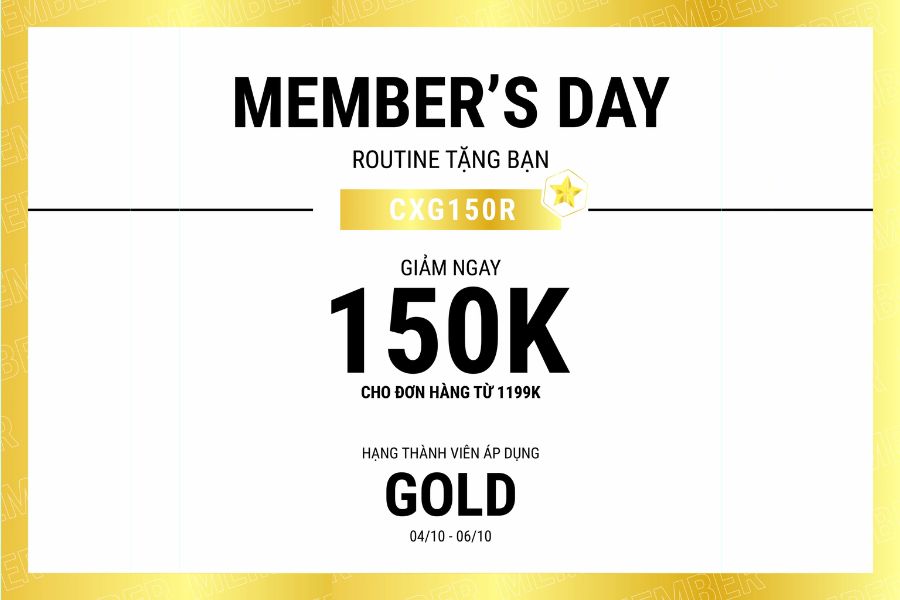 MEMBER'S DAY
ROUTINE TẶNG BẠN
CXG150R
GIẢM NGAY
150K
CHO ĐƠN HÀNG TỪ 1199K
HẠNG THÀNH VIÊN ÁP DỤNG
GOLD
04/10 - 06/10